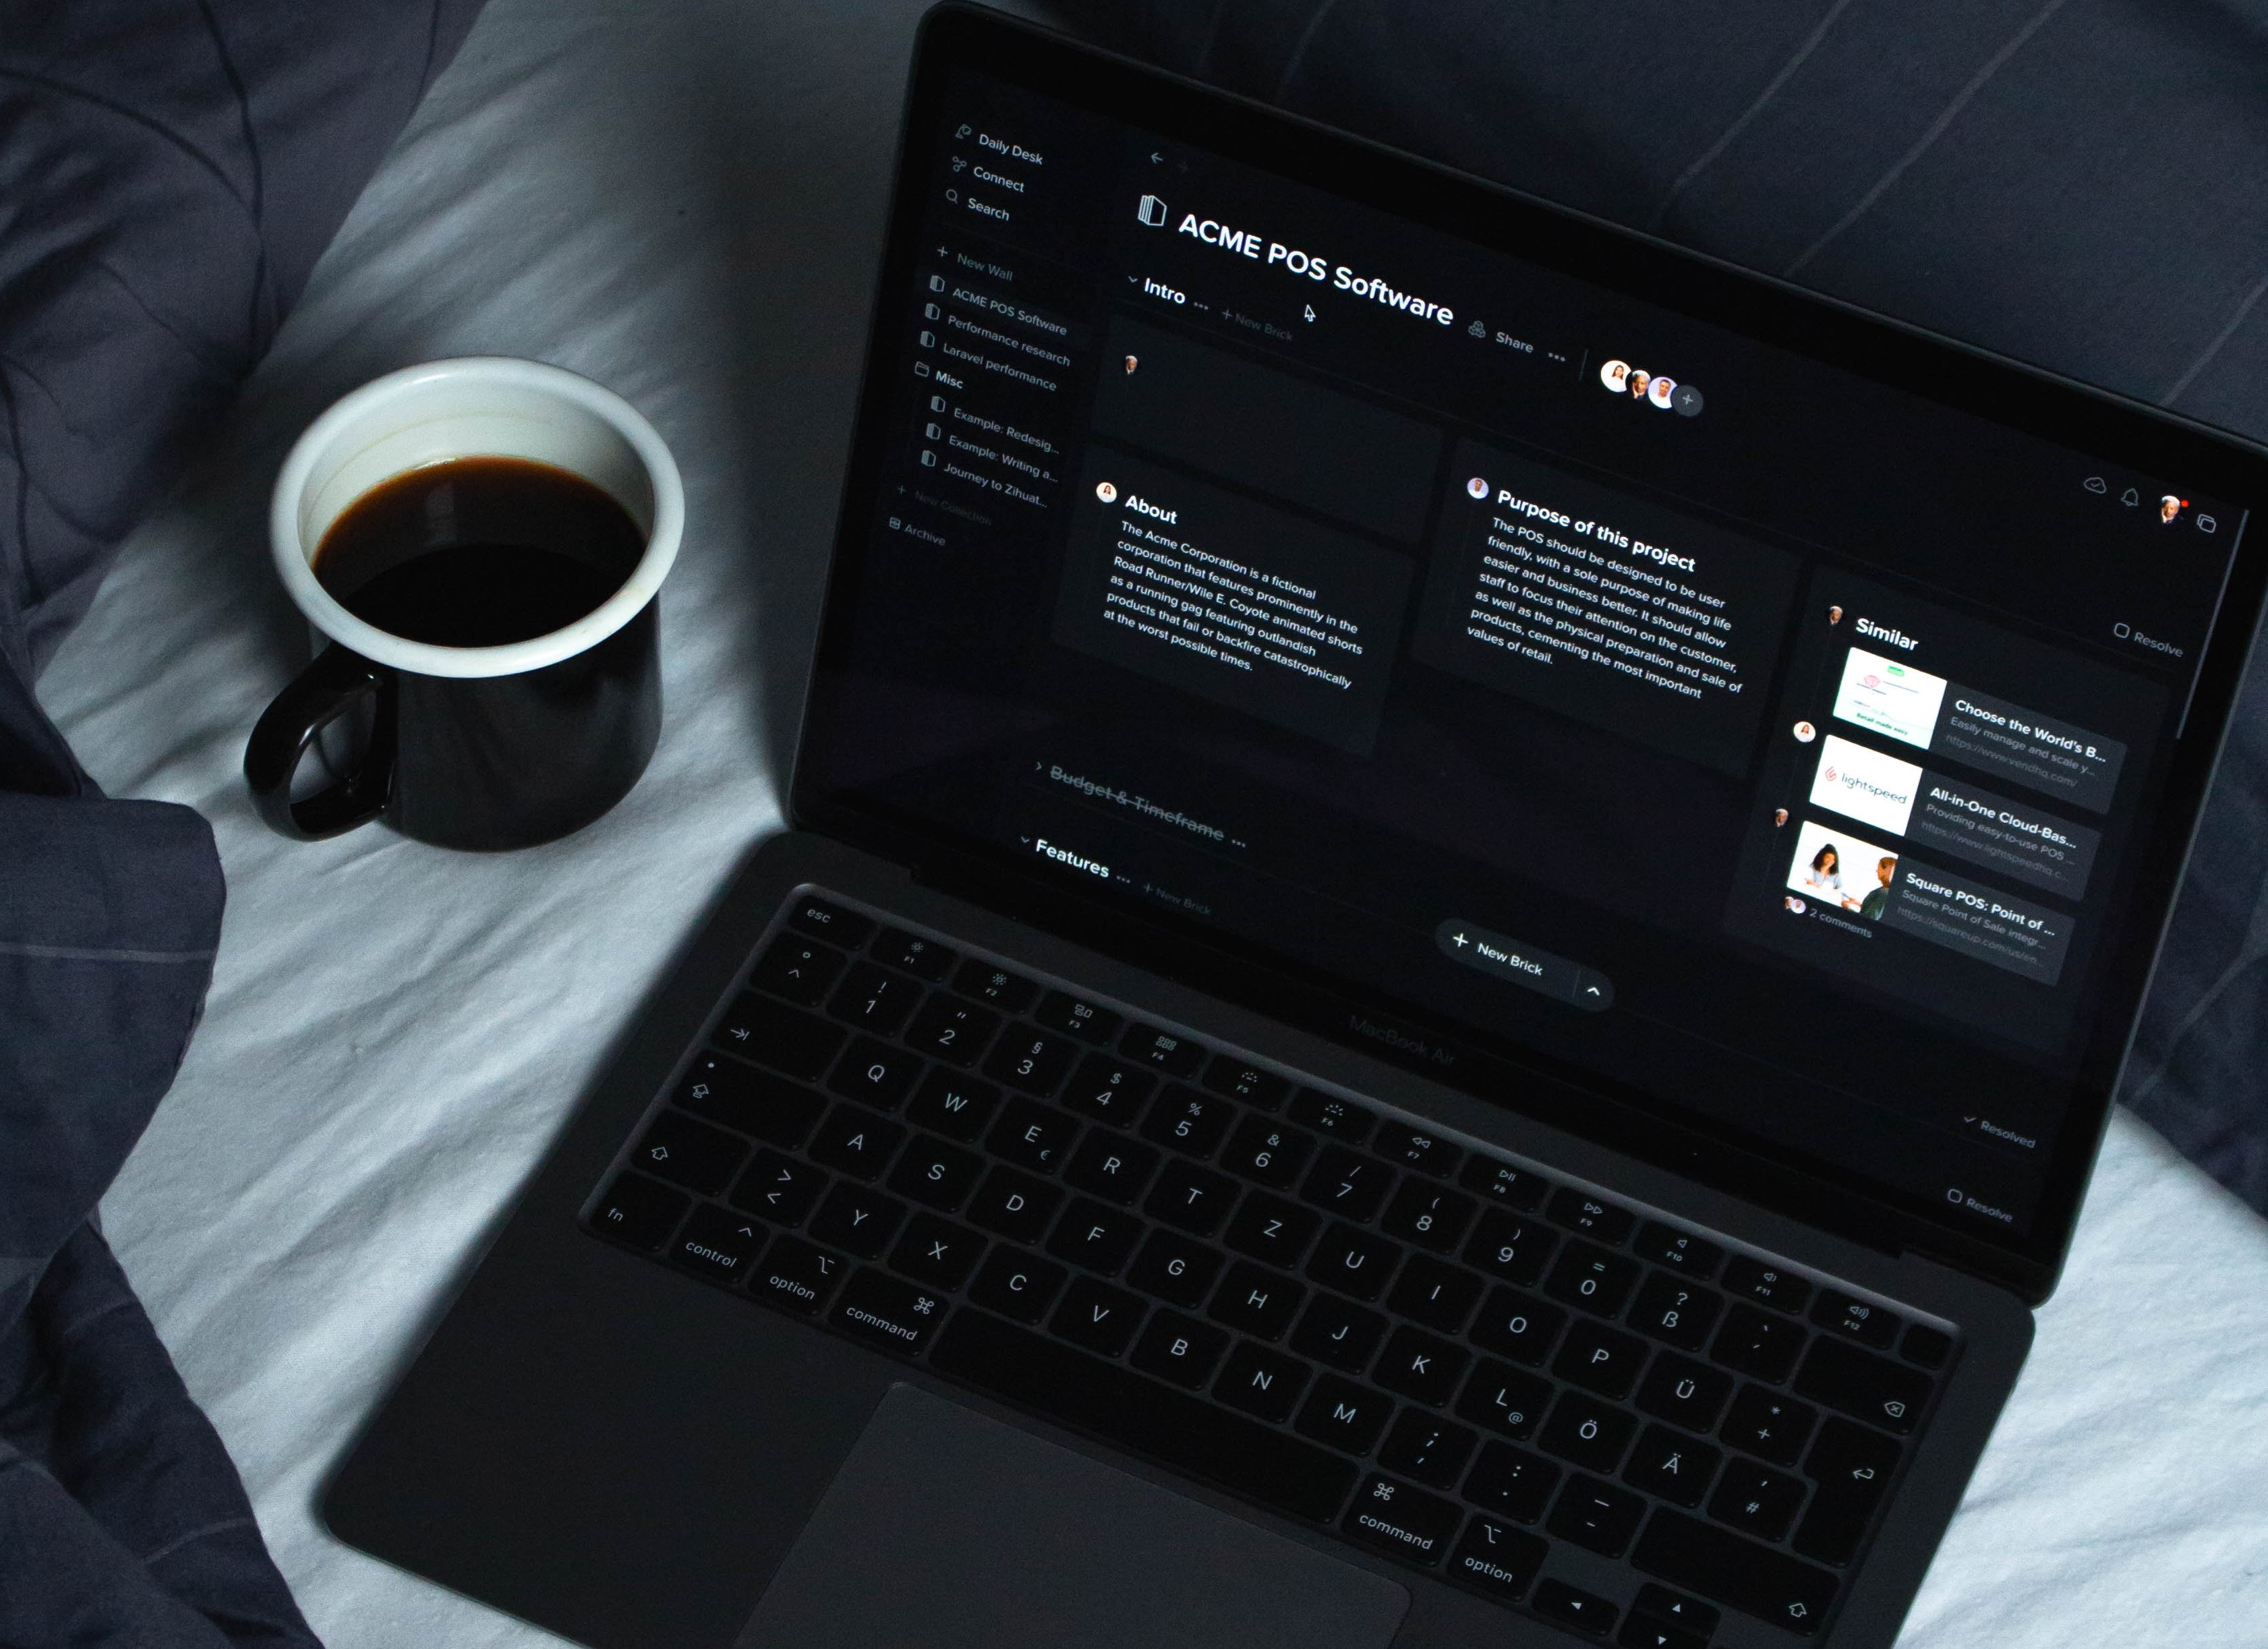 Daily Desk
Connect
Search
+ New Wall
ACME POS Software
Performance research
Laravel performance
Misc
Example: Redesig...
Example: Writing a...
Journey to Zihuat...
+ New Collection
Archive
ACME POS Software
Share
Intro
+ New Brick
About
The Acme Corporation is a fictional
corporation that features prominently in the
Road Runner/Wile E. Coyote animated shorts
as a running gag featuring outlandish
products that fail or backfire catastrophically
at the worst possible times.
Purpose of this project
The POS should be designed to be user
friendly, with a sole purpose of making life
easier and business better. It should allow
staff to focus their attention on the customer,
as well as the physical preparation and sale of
products, cementing the most important
values of retail.
Resolve
Similar
Retail made easy
Choose the World's B...
Easily manage and scale y...
https://www.vendhq.com/
lightspeed
All-in-One Cloud-Bas...
Providing easy-to-use POS ...
https://www.lightspeedhq.c...
Square POS: Point of ...
Square Point of Sale integr...
https://squareup.com/us/en...
2 comments
Budget & Timeframe
Resolved
Features
+ New Brick
Resolve
+ New Brick
MacBook Air
esc F1 F2 F3 F4 F5 F6 F7 F8 F9 F10 F11 F12
° ^ ! 1 " 2 § 3 $ 4 % 5 & 6 / 7 ( 8 ) 9 = 0 ? ß ` ´
Q W E € R T Z U I O P Ü * +
A S D F G H J K L @ Ö Ä ' #
> < Y X C V B N M ; , : . _ -
fn control option command command option